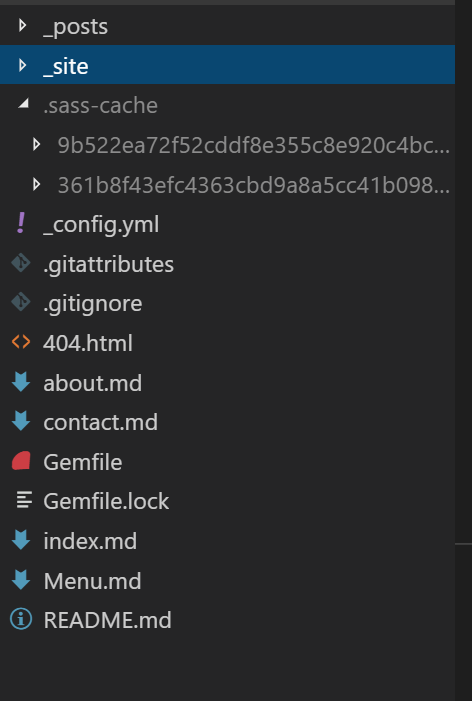 _posts
_site
.sass-cache
9b522ea72f52cddf8e355c8e920c4bc...
361b8f43efc4363cbd9a8a5cc41b098...
_config.yml
.gitattributes
.gitignore
404.html
about.md
contact.md
Gemfile
Gemfile.lock
index.md
Menu.md
README.md